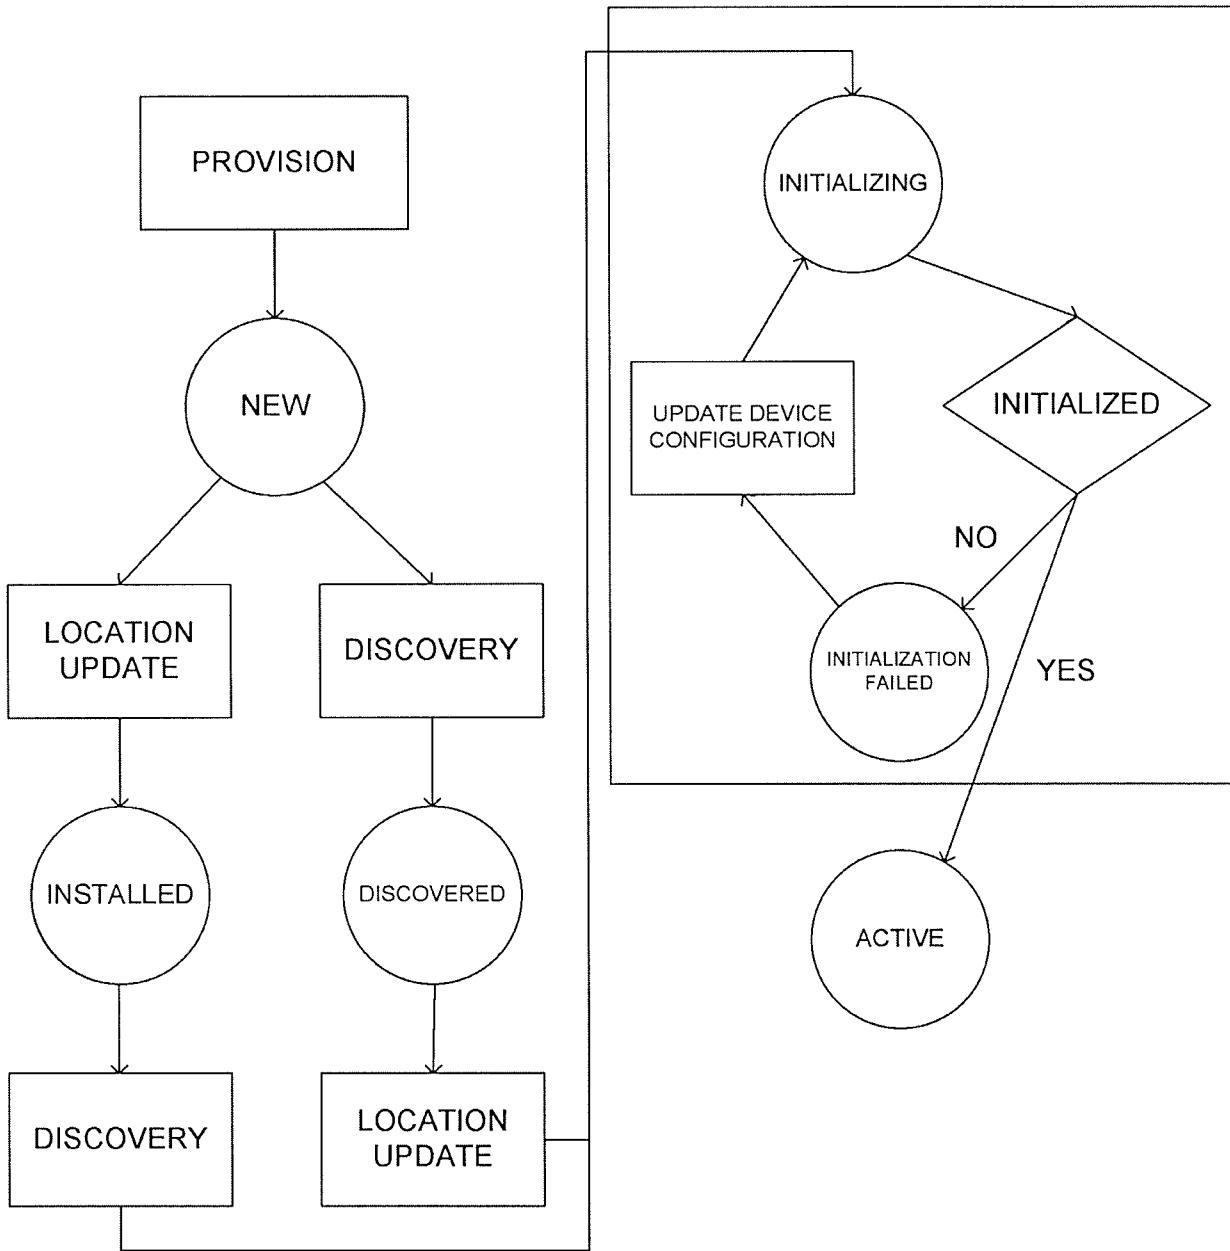 PROVISION
NEW
LOCATION
UPDATE
DISCOVERY
INSTALLED
DISCOVERED
DISCOVERY
LOCATION
UPDATE
INITIALIZING
UPDATE DEVICE
CONFIGURATION
INITIALIZED
NO
INITIALIZATION
FAILED
YES
ACTIVE